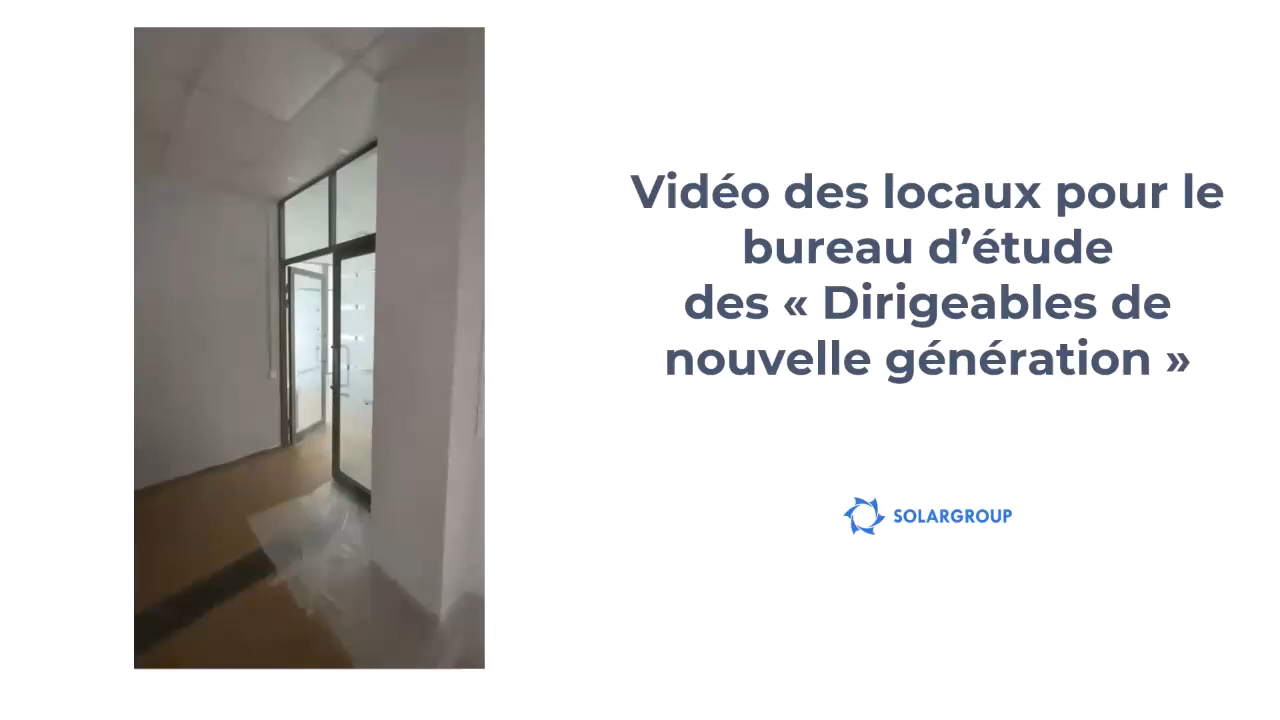 Vidéo des locaux pour le
bureau d’étude
des « Dirigeables de
nouvelle génération »
SOLARGROUP